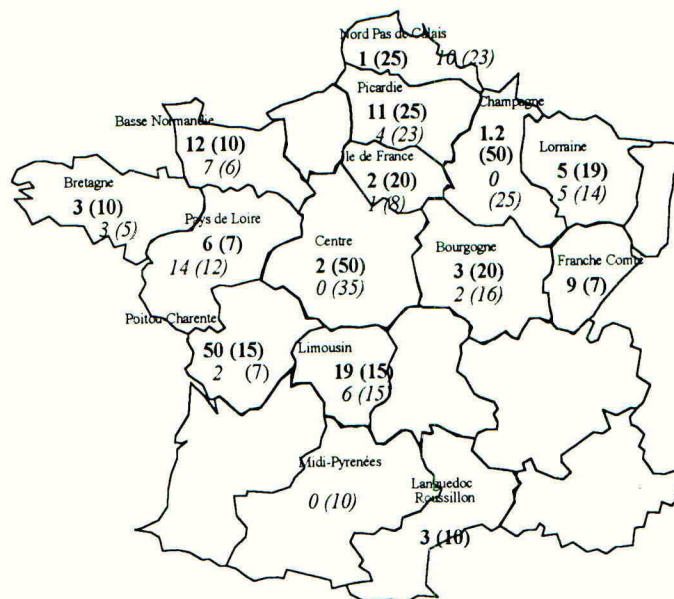 Nord Pas de Calais
1 (25) 10 (23)
Picardie
11 (25)
4 (23)
Champagne
1.2
(50)
0
(25)
Basse Normandie
12 (10)
7 (6)
Lorraine
5 (19)
5 (14)
Ile de France
2 (20)
1 (8)
Bretagne
3 (10)
3 (5)
Pays de Loire
6 (7)
14 (12)
Centre
2 (50)
0 (35)
Bourgogne
3 (20)
2 (16)
Franche Comte
9 (7)
Poitou-Charente
50 (15)
2 (7)
Limousin
19 (15)
6 (15)
Midi-Pyrenées
0 (10)
Languedoc
Roussillon
3 (10)